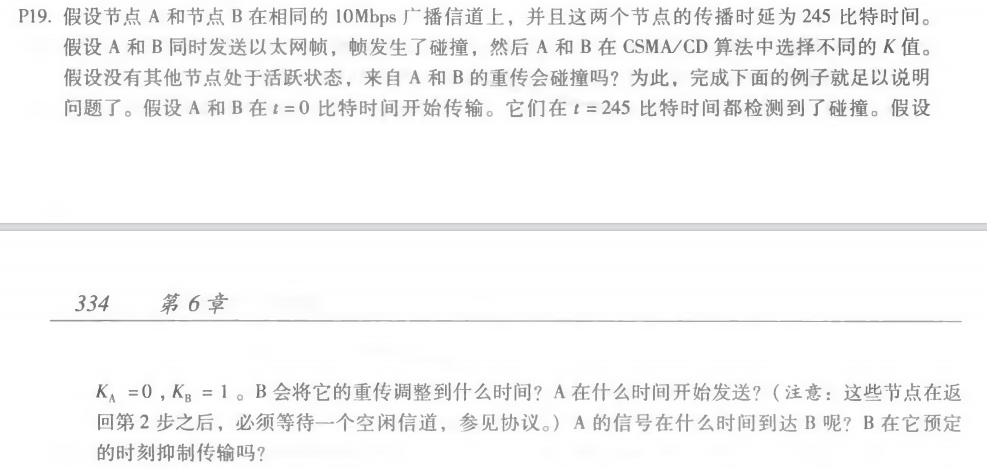 P19. 假设节点 A 和节点 B 在相同的 10Mbps 广播信道上，并且这两个节点的传播时延为 245 比特时间。
假设 A 和 B 同时发送以太网帧，帧发生了碰撞，然后 A 和 B 在 CSMA/CD 算法中选择不同的 K 值。
假设没有其他节点处于活跃状态，来自 A 和 B 的重传会碰撞吗？为此，完成下面的例子就足以说明
问题了。假设 A 和 B 在 t = 0 比特时间开始传输。它们在 t = 245 比特时间都检测到了碰撞。假设
334 第 6 章
K_A = 0，K_B = 1。B 会将它的重传调整到什么时间？A 在什么时间开始发送？（注意：这些节点在返
回第 2 步之后，必须等待一个空闲信道，参见协议。）A 的信号在什么时间到达 B 呢？B 在它预定
的时刻抑制传输吗？